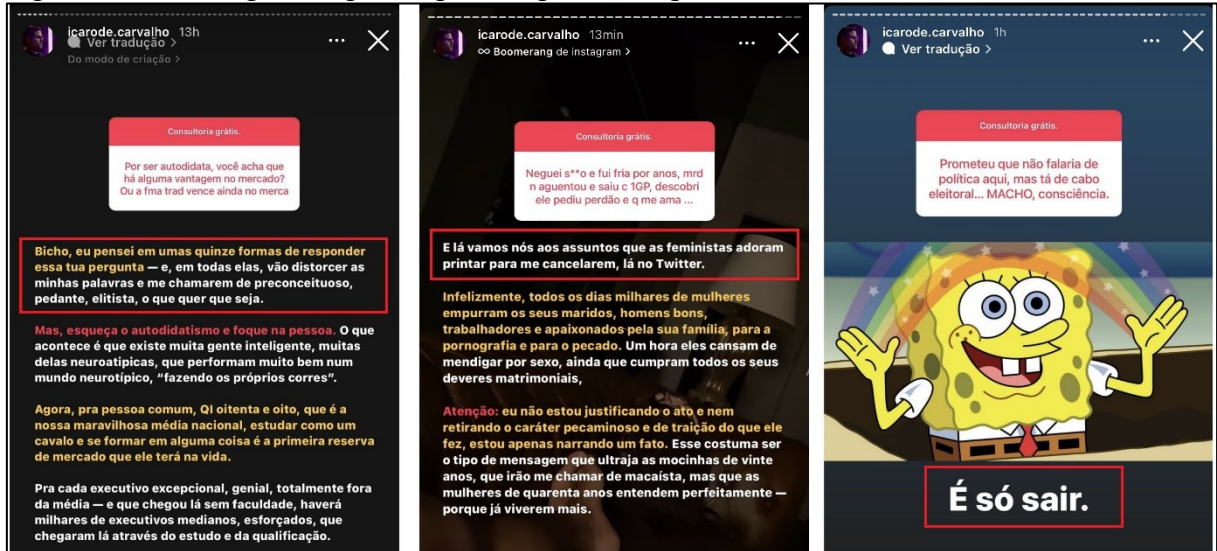 icarode.carvalho 13h
Ver tradução >
Do modo de criação >
Consultoria grátis.
Por ser autodidata, você acha que
há alguma vantagem no mercado?
Ou a fma trad vence ainda no merca
Bicho, eu pensei em umas quinze formas de responder
essa tua pergunta — e, em todas elas, vão distorcer as
minhas palavras e me chamarem de preconceituoso,
pedante, elitista, o que quer que seja.
Mas, esqueça o autodidatismo e foque na pessoa. O que
acontece é que existe muita gente inteligente, muitas
delas neuroatipicas, que performam muito bem num
mundo neurotípico, “fazendo os próprios corres”.
Agora, pra pessoa comum, QI oitenta e oito, que é a
nossa maravilhosa média nacional, estudar como um
cavalo e se formar em alguma coisa é a primeira reserva
de mercado que ele terá na vida.
Pra cada executivo excepcional, genial, totalmente fora
da média — e que chegou lá sem faculdade, haverá
milhares de executivos medianos, esforçados, que
chegaram lá através do estudo e da qualificação.
icarode.carvalho 13min
Boomerang de instagram >
Consultoria grátis.
Neguei s**o e fui fria por anos, mrd
n aguentou e saiu c 1GP, descobri
ele pediu perdão e q me ama ...
E lá vamos nós aos assuntos que as feministas adoram
printar para me cancelarem, lá no Twitter.
Infelizmente, todos os dias milhares de mulheres
empurram os seus maridos, homens bons,
trabalhadores e apaixonados pela sua família, para a
pornografia e para o pecado. Um hora eles cansam de
mendigar por sexo, ainda que cumpram todos os seus
deveres matrimoniais,
Atenção: eu não estou justificando o ato e nem
retirando o caráter pecaminoso e de traição do que ele
fez, estou apenas narrando um fato. Esse costuma ser
o tipo de mensagem que ultraja as mocinhas de vinte
anos, que irão me chamar de macaísta, mas que as
mulheres de quarenta anos entendem perfeitamente —
porque já viverem mais.
icarode.carvalho 1h
Ver tradução >
Consultoria grátis.
Prometeu que não falaria de
política aqui, mas tá de cabo
eleitoral... MACHO, consciência.
É só sair.